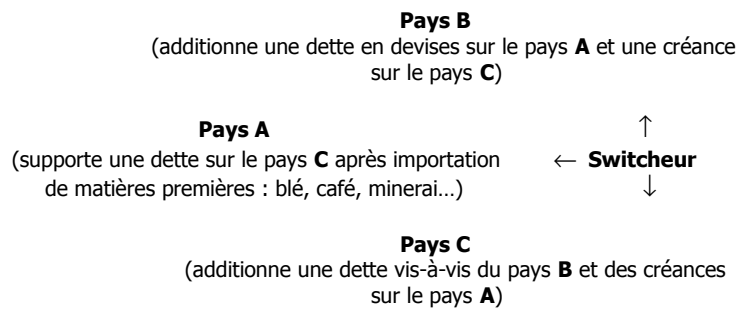 Pays B
(additionne une dette en devises sur le pays A et une créance
sur le pays C)
Pays A ↑
(supporte une dette sur le pays C après importation ← Switcheur
de matières premières : blé, café, minerai…) ↓
Pays C
(additionne une dette vis-à-vis du pays B et des créances
sur le pays A)